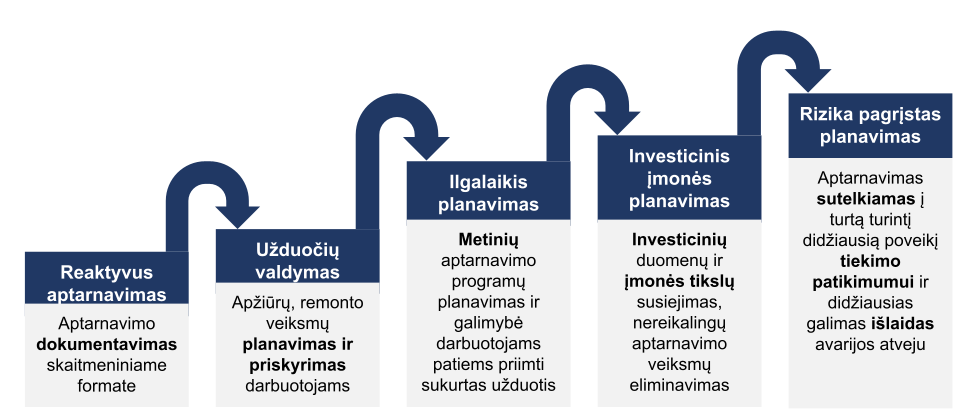 Reaktyvus
aptarnavimas
Aptarnavimo
dokumentavimas
skaitmeniniame
formate
Užduočių
valdymas
Apžiūrų, remonto
veiksmų
planavimas ir
priskyrimas
darbuotojams
Ilgalaikis
planavimas
Metinių
aptarnavimo
programų
planavimas ir
galimybė
darbuotojams
patiems priimti
sukurtas užduotis
Investicinis
įmonės
planavimas
Investicinių
duomenų ir
įmonės tikslų
susiejimas,
nereikalingų
aptarnavimo
veiksmų
eliminavimas
Rizika pagrįstas
planavimas
Aptarnavimas
sutelkiamas į
turtą turintį
didžiausią poveikį
tiekimo
patikimumui ir
didžiausias
galimas išlaidas
avarijos atveju